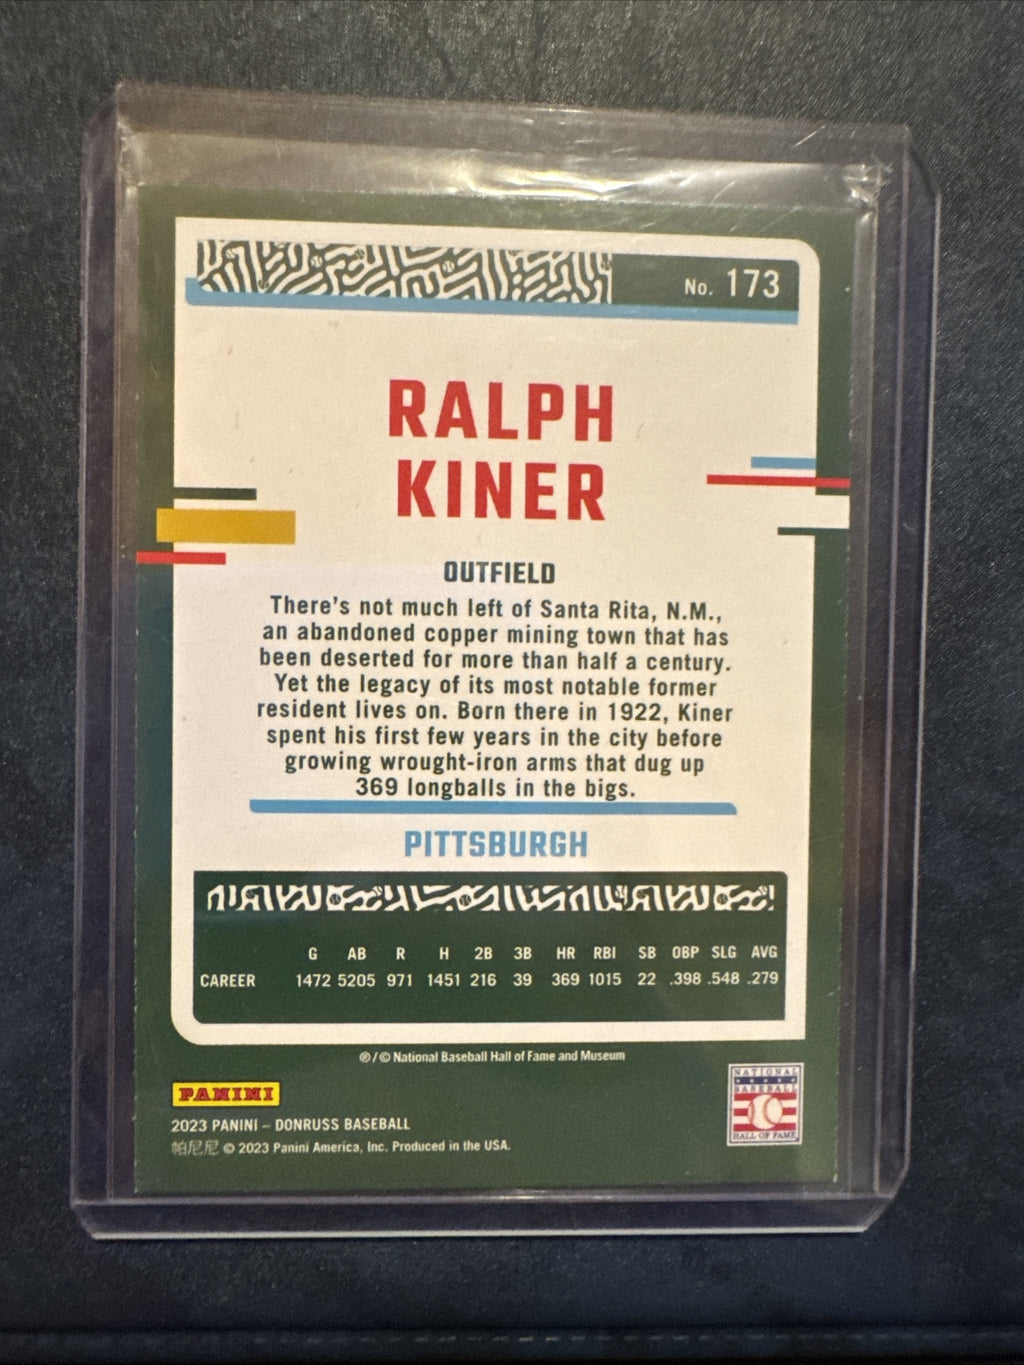 No. 173
RALPH
KINER
OUTFIELD
There's not much left of Santa Rita, N.M.,
an abandoned copper mining town that has
been deserted for more than half a century.
Yet the legacy of its most notable former
resident lives on. Born there in 1922, Kiner
spent his first few years in the city before
growing wrought-iron arms that dug up
369 longballs in the bigs.
PITTSBURGH
G AB R H 2B 3B HR RBI SB OBP SLG AVG
CAREER 1472 5205 971 1451 216 39 369 1015 22 .398 .548 .279
℗/© National Baseball Hall of Fame and Museum
PANINI
2023 PANINI – DONRUSS BASEBALL
帕尼尼 © 2023 Panini America, Inc. Produced in the USA.
NATIONAL
BASEBALL
HALL OF FAME